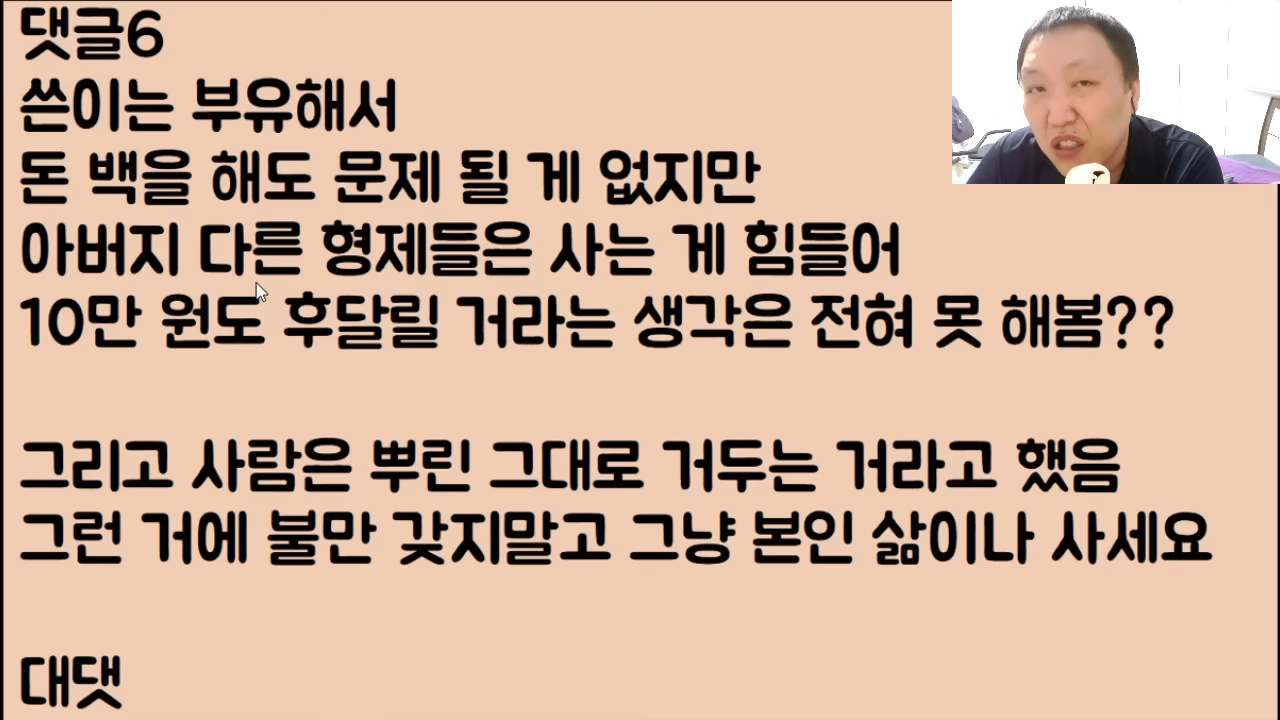 댓글6
쓴이는 부유해서
돈 백을 해도 문제 될 게 없지만
아버지 다른 형제들은 사는 게 힘들어
10만 원도 후달릴 거라는 생각은 전혀 못 해봄??
그리고 사람은 뿌린 그대로 거두는 거라고 했음
그런 거에 불만 갖지말고 그냥 본인 삶이나 사세요
대댓